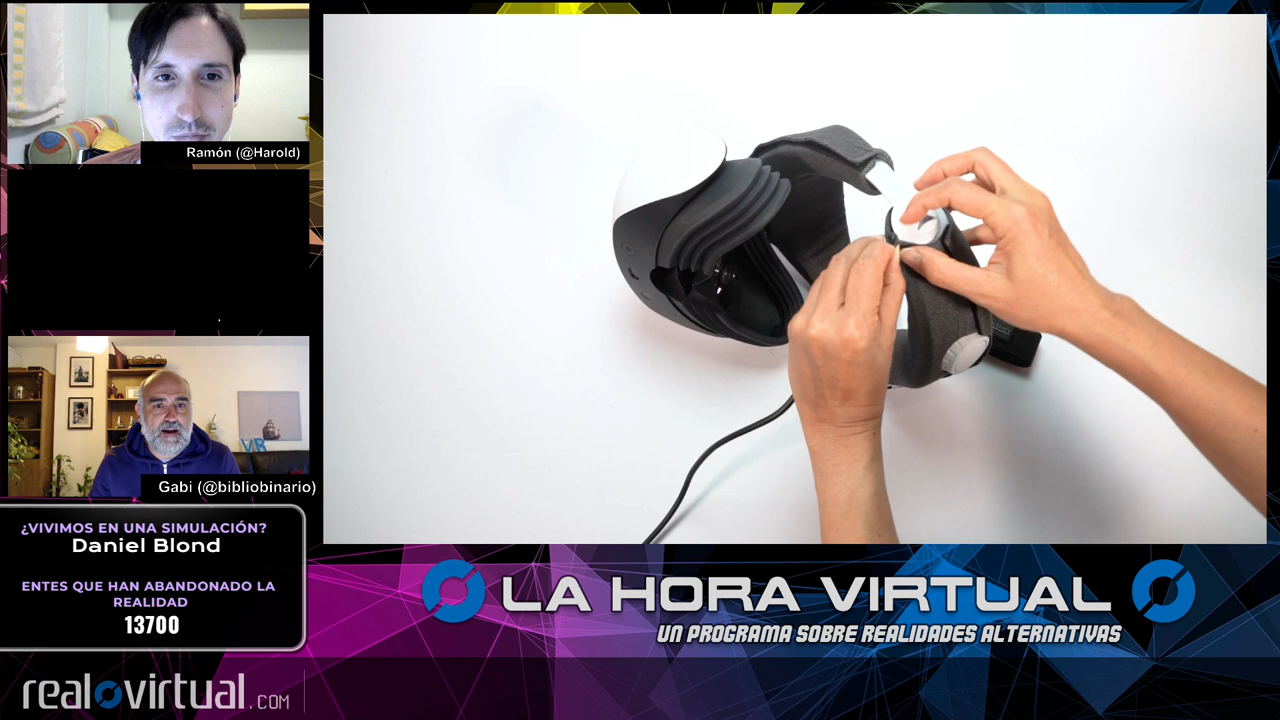 Ramón (@Harold)
VR
Gabi (@bibliobinario)
¿VIVIMOS EN UNA SIMULACIÓN?
Daniel Blond
ENTES QUE HAN ABANDONADO LA
REALIDAD
13700
LA HORA VIRTUAL
UN PROGRAMA SOBRE REALIDADES ALTERNATIVAS
realovirtual.COM